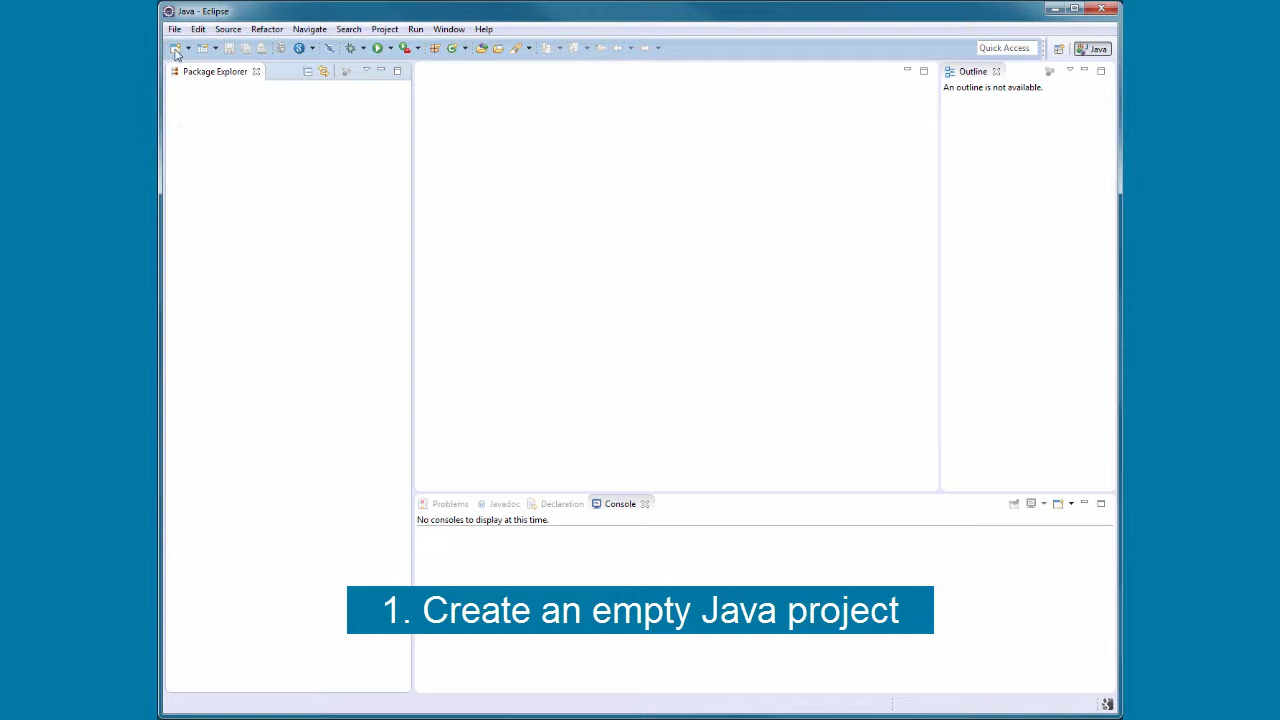 Java - Eclipse
File Edit Source Refactor Navigate Search Project Run Window Help
Quick Access Java
Package Explorer
Outline
An outline is not available.
Problems Javadoc Declaration Console
No consoles to display at this time.
1. Create an empty Java project